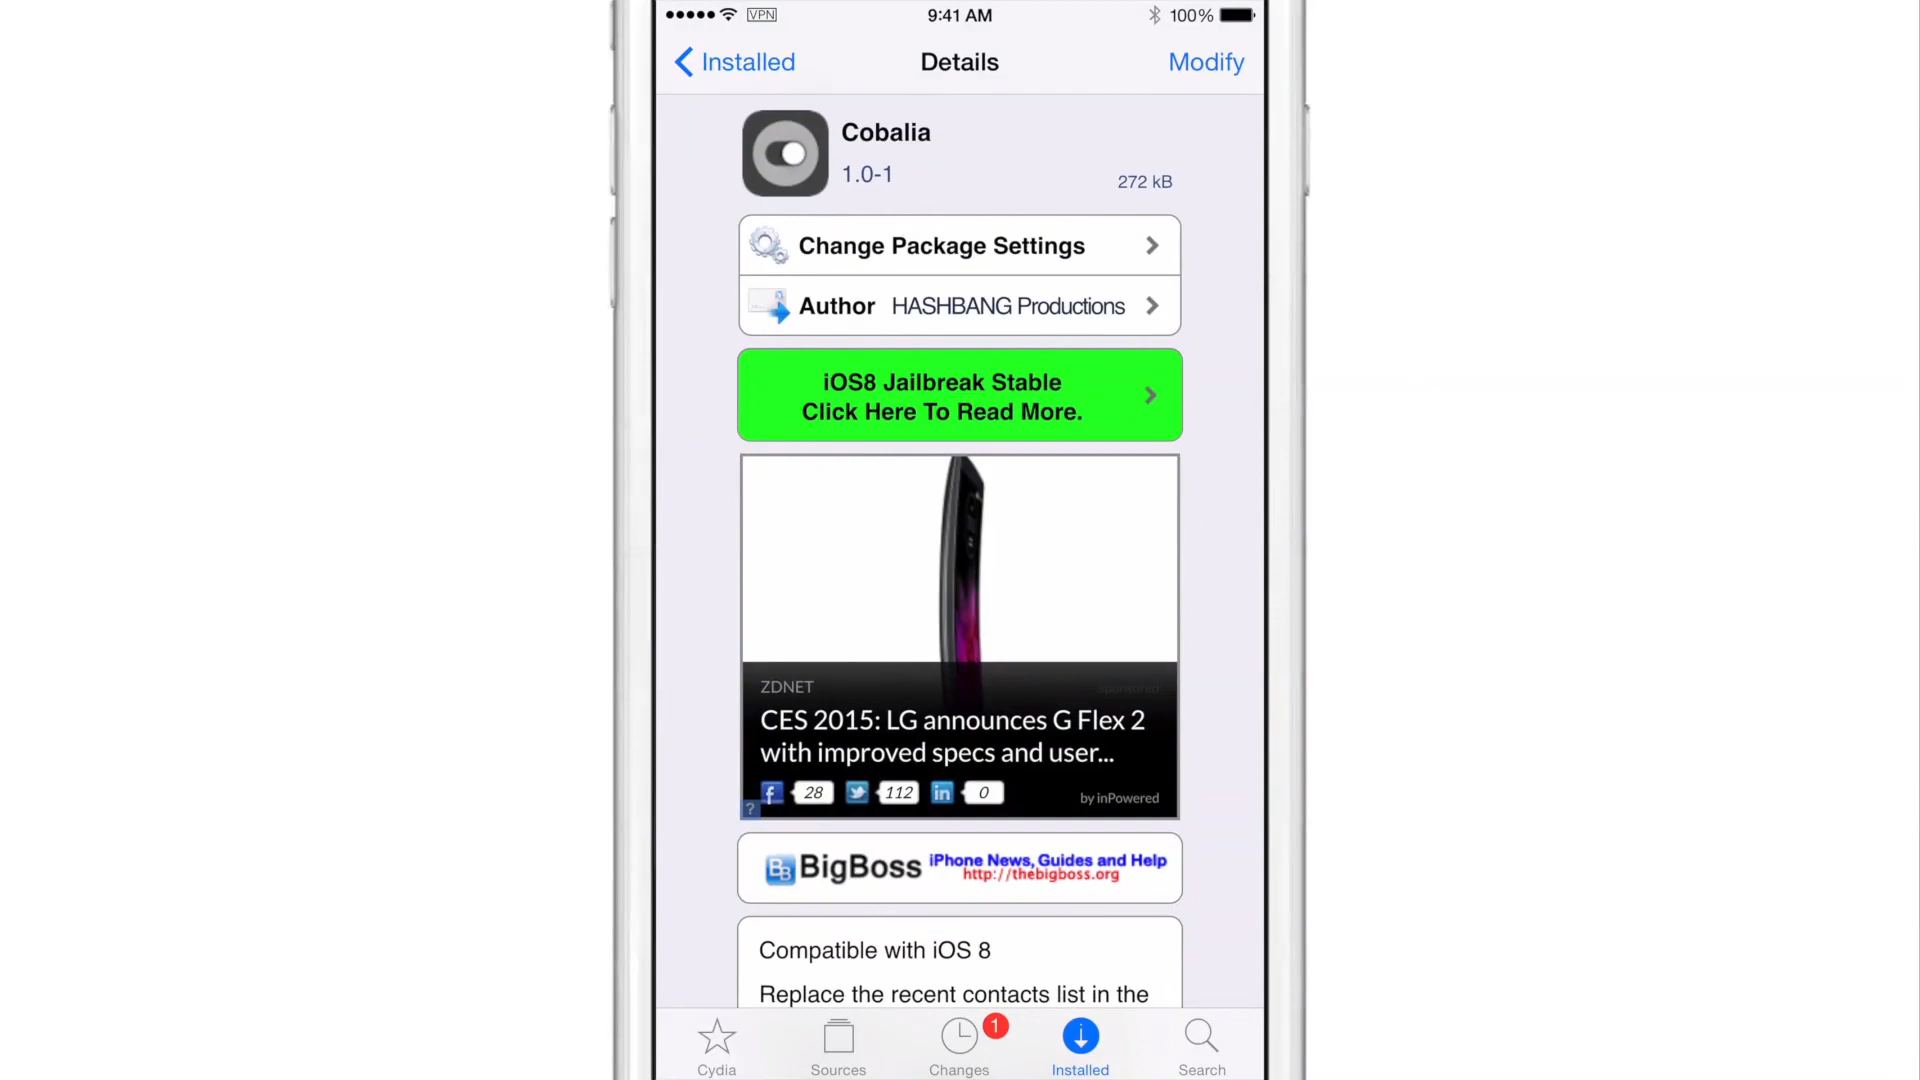 VPN
9:41 AM
100%
Installed
Details
Modify
Cobalia
1.0-1
272 kB
Change Package Settings
Author HASHBANG Productions
iOS8 Jailbreak Stable
Click Here To Read More.
ZDNET
sponsored
CES 2015: LG announces G Flex 2
with improved specs and user...
f 28 112 in 0
by inPowered
?
BB BigBoss iPhone News, Guides and Help
http://thebigboss.org
Compatible with iOS 8
Replace the recent contacts list in the
1
Cydia
Sources
Changes
Installed
Search